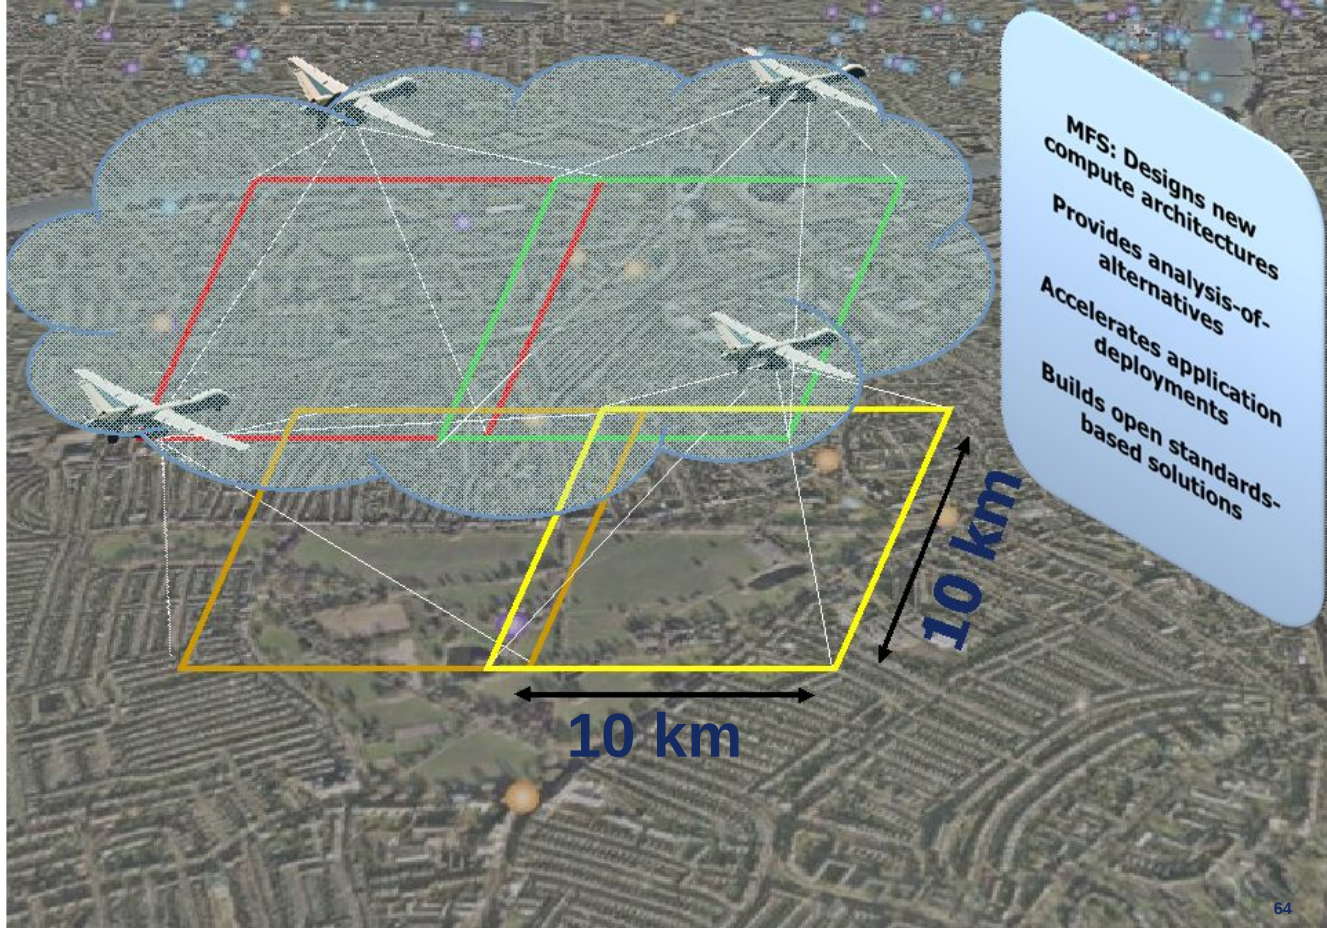 MFS: Designs new
compute architectures
Provides analysis-of-
alternatives
Accelerates application
deployments
Builds open standards-
based solutions
10 km
10 km
64